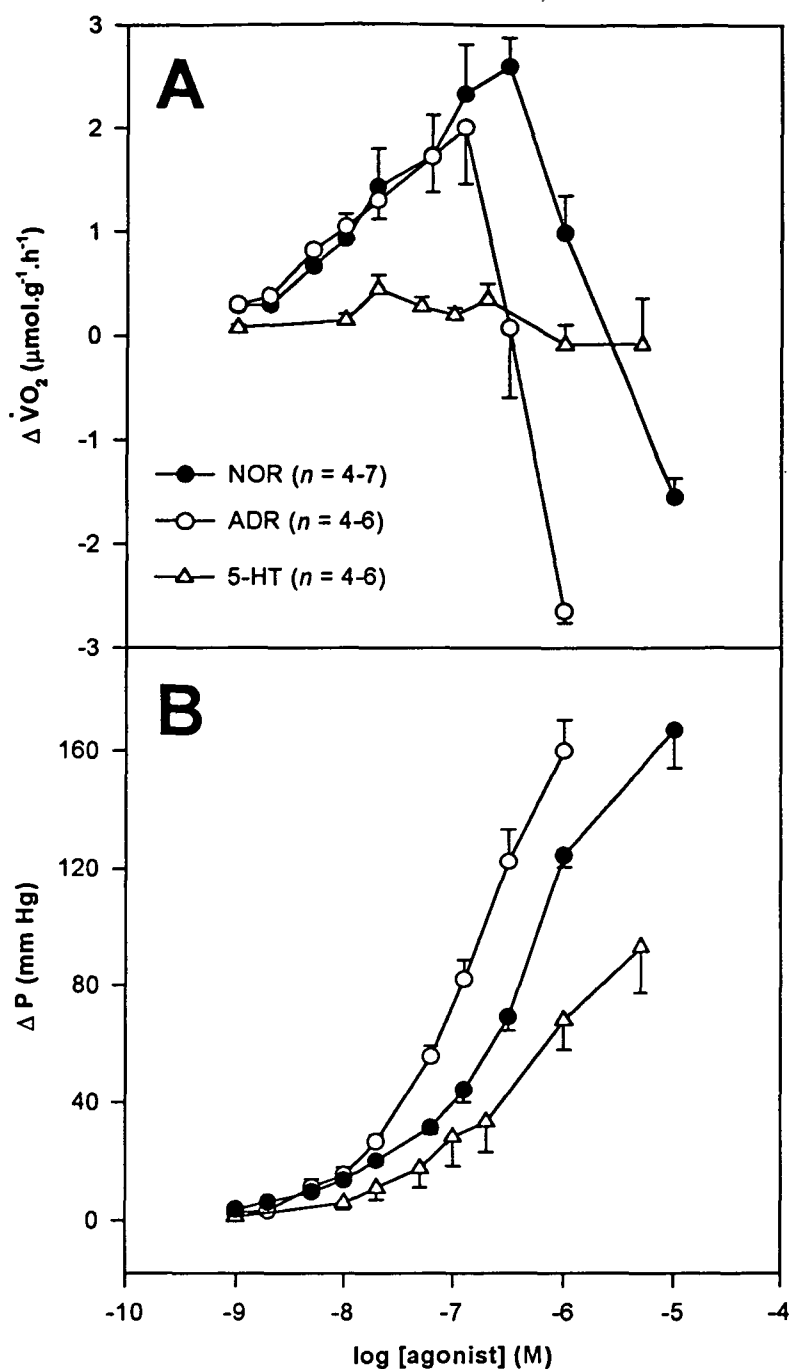 A
3
2
1
0
-1
-2
-3
Δ V̇O₂ (μmol.g⁻¹.h⁻¹)
NOR (n = 4-7)
ADR (n = 4-6)
5-HT (n = 4-6)
B
160
120
80
40
0
Δ P (mm Hg)
-10 -9 -8 -7 -6 -5 -4
log [agonist] (M)